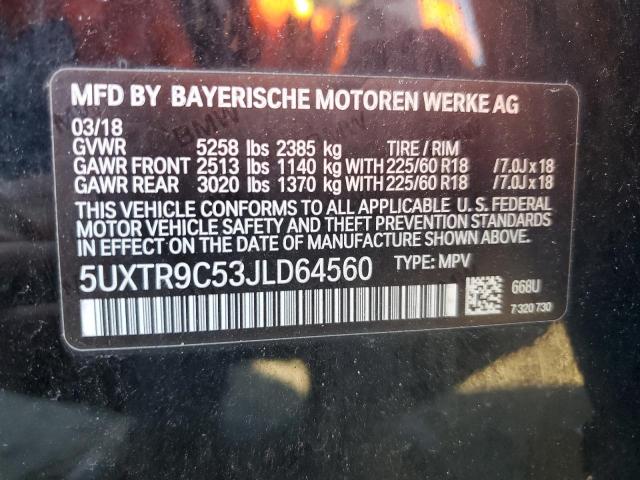 MFD BY BAYERISCHE MOTOREN WERKE AG
03/18
GVWR 5258 lbs 2385 kg TIRE / RIM
GAWR FRONT 2513 lbs 1140 kg WITH 225/60 R18 /7.0J x 18
GAWR REAR 3020 lbs 1370 kg WITH 225/60 R18 /7.0J x 18
THIS VEHICLE CONFORMS TO ALL APPLICABLE U. S. FEDERAL
MOTOR VEHICLE SAFETY AND THEFT PREVENTION STANDARDS
IN EFFECT ON THE DATE OF MANUFACTURE SHOWN ABOVE.
5UXTR9C53JLD64560 TYPE: MPV
668U
7 320 730